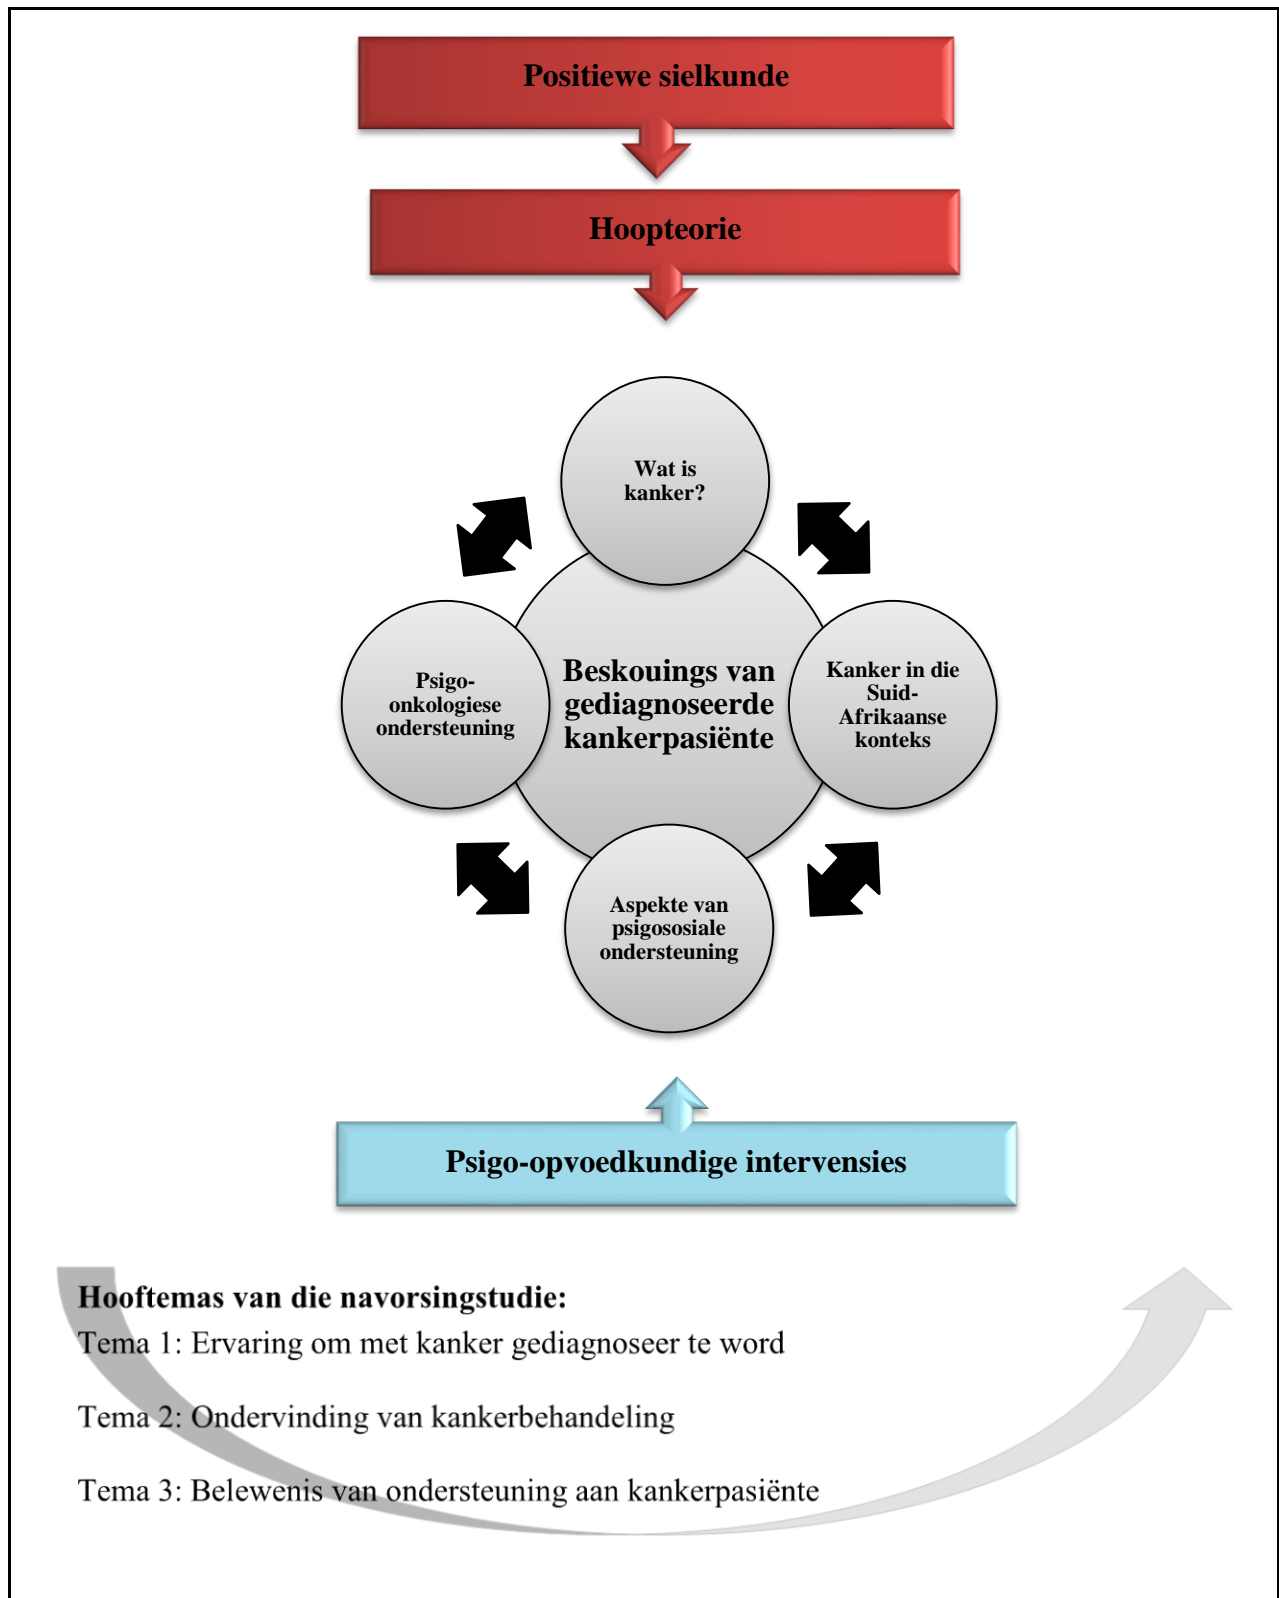 Positiewe sielkunde
Hoopteorie
Wat is
kanker?
Psigo-
onkologiese
ondersteuning
Beskouings van
gediagnoseerde
kankerpasiënte
Kanker in die
Suid-
Afrikaanse
konteks
Aspekte van
psigososiale
ondersteuning
Psigo-opvoedkundige intervensies
Hooftemas van die navorsingstudie:
Tema 1: Ervaring om met kanker gediagnoseer te word
Tema 2: Ondervinding van kankerbehandeling
Tema 3: Belewenis van ondersteuning aan kankerpasiënte